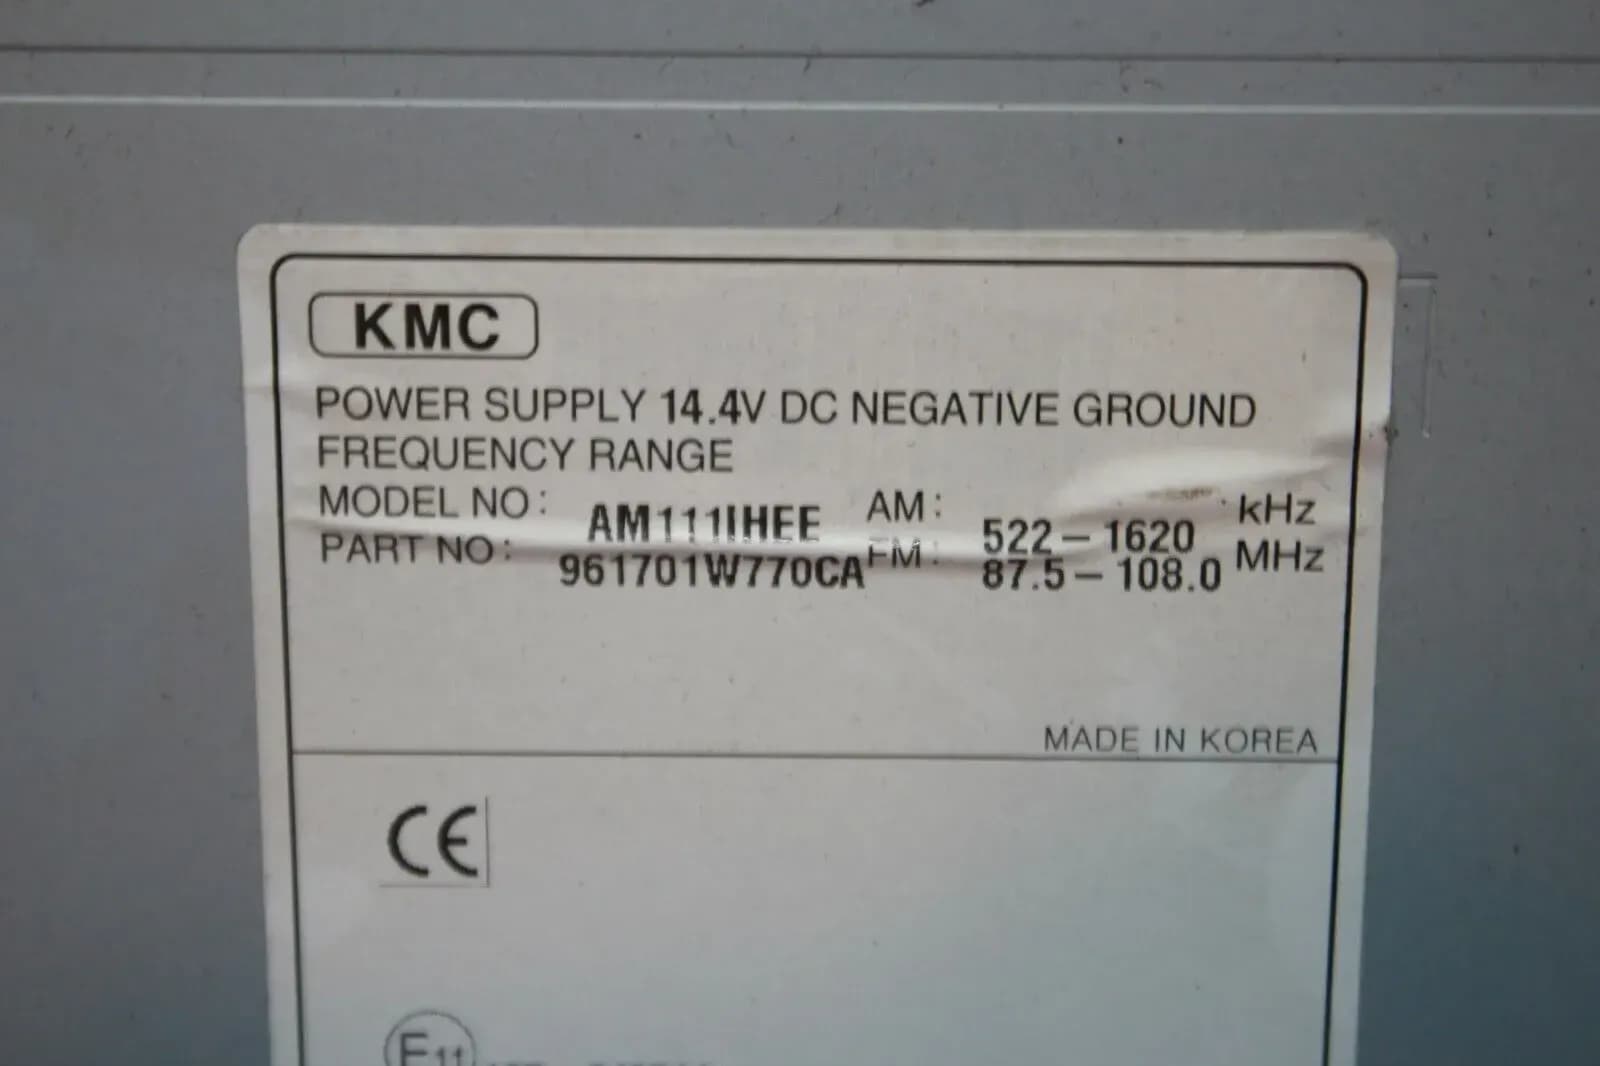 KMC
POWER SUPPLY 14.4V DC NEGATIVE GROUND
FREQUENCY RANGE
MODEL NO: AM111IHEE AM: 522-1620 kHz
PART NO: 961701W770CA FM: 87.5-108.0 MHz
MADE IN KOREA
CE
E11